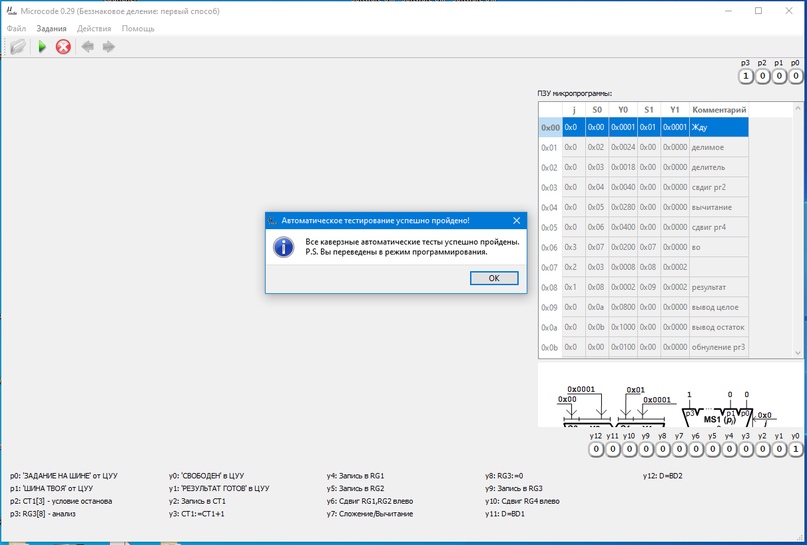 Microcode 0.29 (Беззнаковое деление: первый способ)
Файл Задания Действия Помощь
p3 p2 p1 p0
1 0 0 0
ПЗУ микропрограммы:
j S0 Y0 S1 Y1 Комментарий
0x00 0x0 0x00 0x0001 0x01 0x0001 Жду
0x01 0x0 0x02 0x0024 0x00 0x0000 делимое
0x02 0x0 0x03 0x0018 0x00 0x0000 делитель
0x03 0x0 0x04 0x0040 0x00 0x0000 сдвиг рг2
0x04 0x0 0x05 0x0280 0x00 0x0000 вычитание
0x05 0x0 0x06 0x0400 0x00 0x0000 сдвиг рг4
0x06 0x3 0x07 0x0200 0x07 0x0000 во
0x07 0x2 0x03 0x0008 0x08 0x0002
0x08 0x1 0x08 0x0002 0x09 0x0002 результат
0x09 0x0 0x0a 0x0800 0x00 0x0000 вывод целое
0x0a 0x0 0x0b 0x1000 0x00 0x0000 вывод остаток
0x0b 0x0 0x00 0x0100 0x00 0x0000 обнуление рг3
Автоматическое тестирование успешно пройдено!
Все каверзные автоматические тесты успешно пройдены.
P.S. Вы переведены в режим программирования.
OK
0x0001 0x01 1 0 0
0x00 0x0001 p3 p1 p0 0x0
MS1 (pj)
y12 y11 y10 y9 y8 y7 y6 y5 y4 y3 y2 y1 y0
0 0 0 0 0 0 0 0 0 0 0 0 1
p0: 'ЗАДАНИЕ НА ШИНЕ' от ЦУУ y0: 'СВОБОДЕН' в ЦУУ y4: Запись в RG1 y8: RG3:=0 y12: D=BD2
p1: 'ШИНА ТВОЯ' от ЦУУ y1: 'РЕЗУЛЬТАТ ГОТОВ' в ЦУУ y5: Запись в RG2 y9: Запись в RG3
p2: CT1[3] - условие останова y2: Запись в CT1 y6: Сдвиг RG1,RG2 влево y10: Сдвиг RG4 влево
p3: RG3[8] - анализ y3: CT1:=CT1+1 y7: Сложение/Вычитание y11: D=BD1